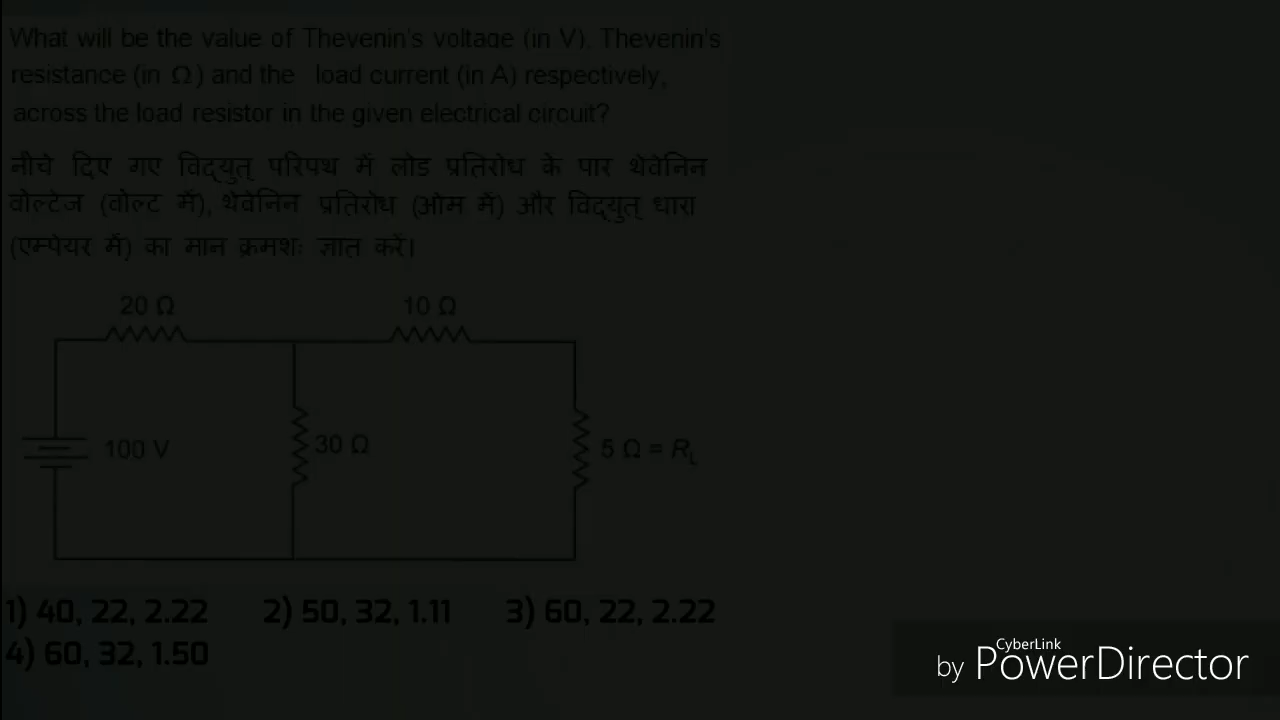 What will be the value of Thevenin's voltage (in V), Thevenin's
resistance (in Ω) and the load current (in A) respectively,
across the load resistor in the given electrical circuit?
नीचे दिए गए विद्युत् परिपथ में लोड प्रतिरोध के पार थेवेनिन
वोल्टेज (वोल्ट में), थेवेनिन प्रतिरोध (ओम में) और विद्युत् धारा
(एम्पेयर में) का मान क्रमशः ज्ञात करें।
20 Ω 10 Ω
100 V 30 Ω 5 Ω = RL
1) 40, 22, 2.22 2) 50, 32, 1.11 3) 60, 22, 2.22
4) 60, 32, 1.50
CyberLink
by PowerDirector